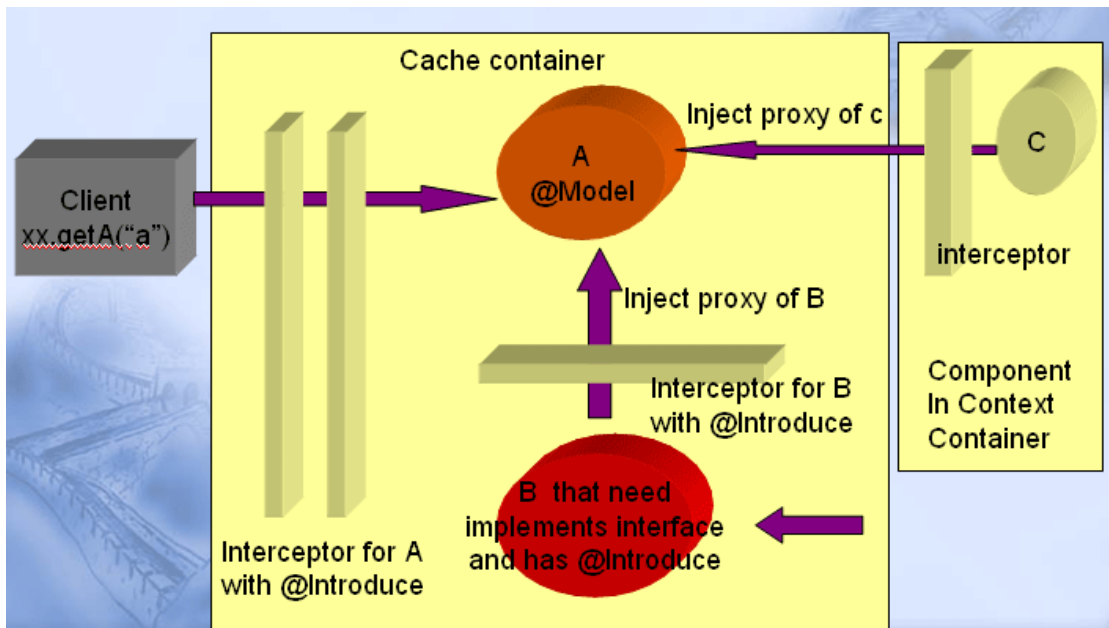 Cache container
Client
xx.getA(“a”)
A
@Model
Inject proxy of c
C
interceptor
Inject proxy of B
Interceptor for B
with @Introduce
Component
In Context
Container
B that need
implements interface
and has @Introduce
Interceptor for A
with @Introduce